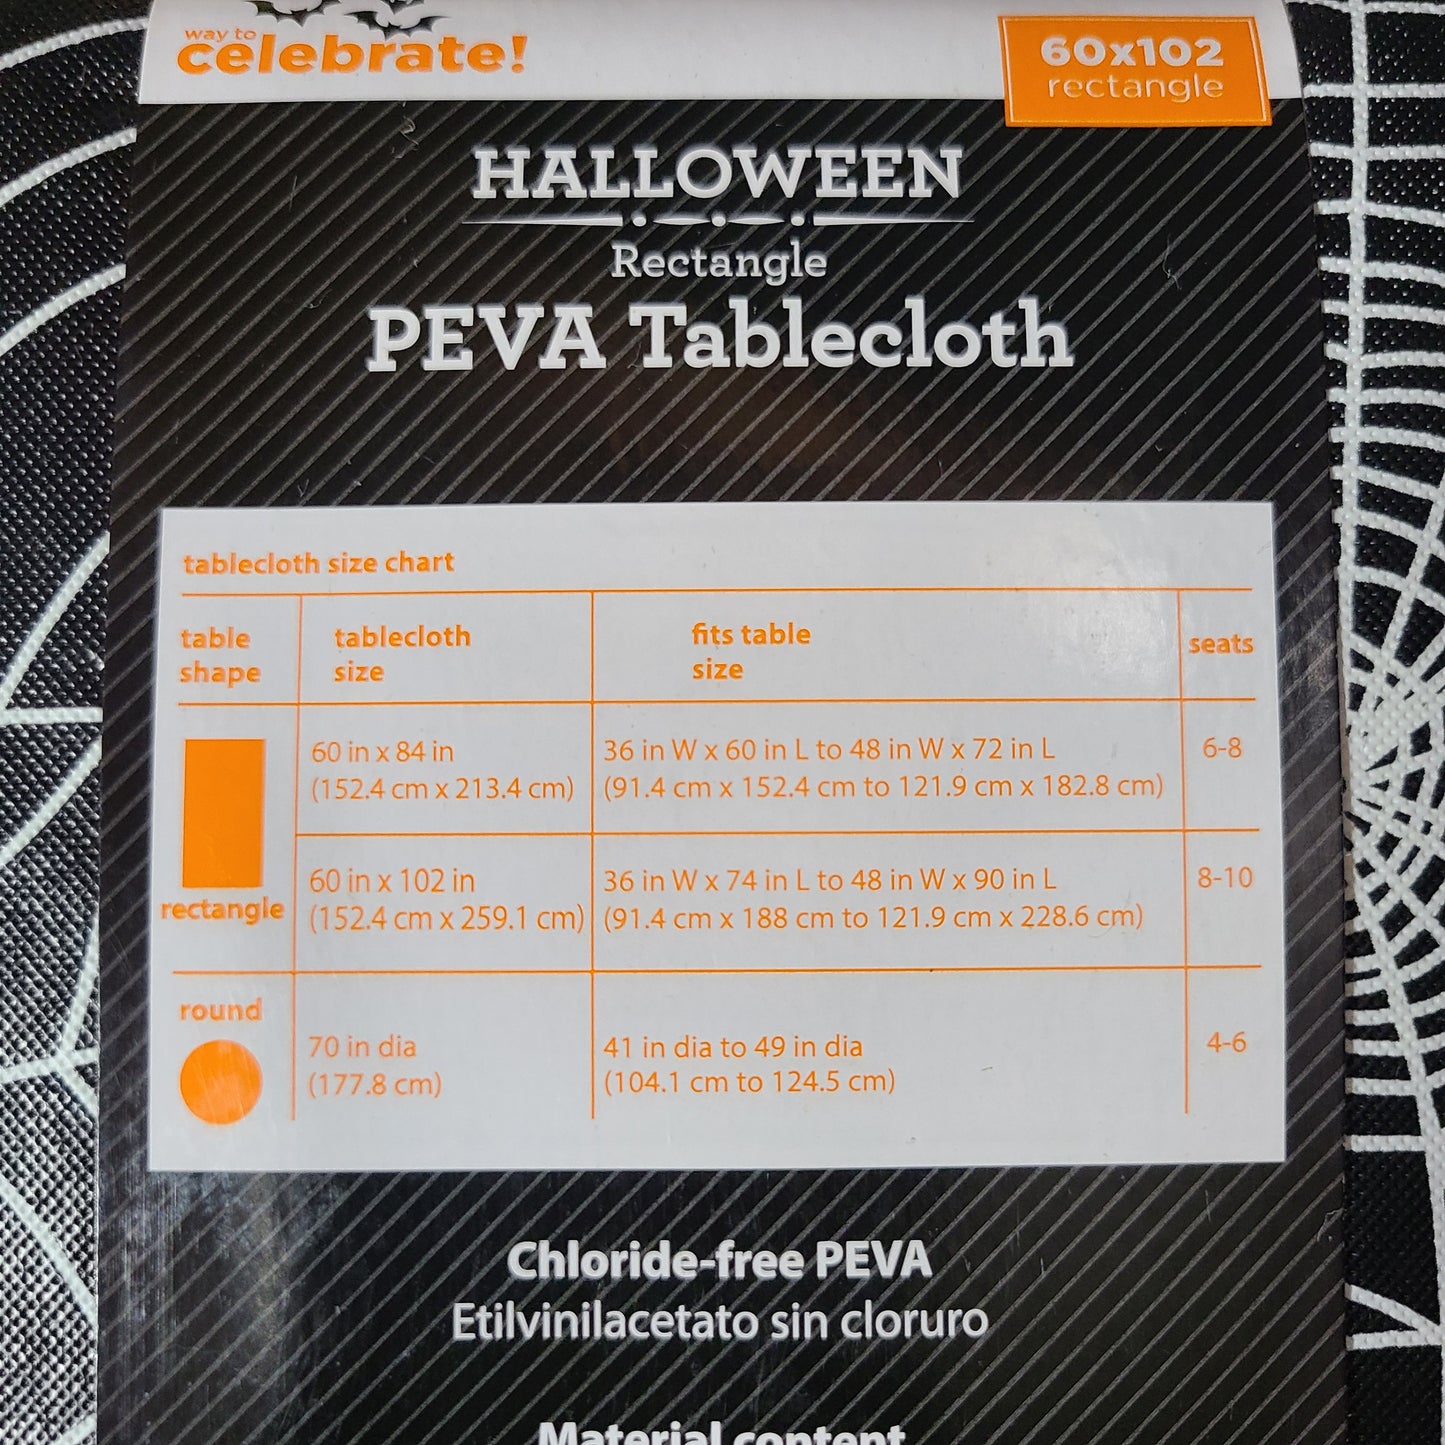 way to
celebrate!
60x102
rectangle
HALLOWEEN
Rectangle
PEVA Tablecloth
tablecloth size chart
table shape
tablecloth size
fits table size
seats
rectangle
60 in x 84 in
(152.4 cm x 213.4 cm)
36 in W x 60 in L to 48 in W x 72 in L
(91.4 cm x 152.4 cm to 121.9 cm x 182.8 cm)
6-8
60 in x 102 in
(152.4 cm x 259.1 cm)
36 in W x 74 in L to 48 in W x 90 in L
(91.4 cm x 188 cm to 121.9 cm x 228.6 cm)
8-10
round
70 in dia
(177.8 cm)
41 in dia to 49 in dia
(104.1 cm to 124.5 cm)
4-6
Chloride-free PEVA
Etilvinilacetato sin cloruro
Material content